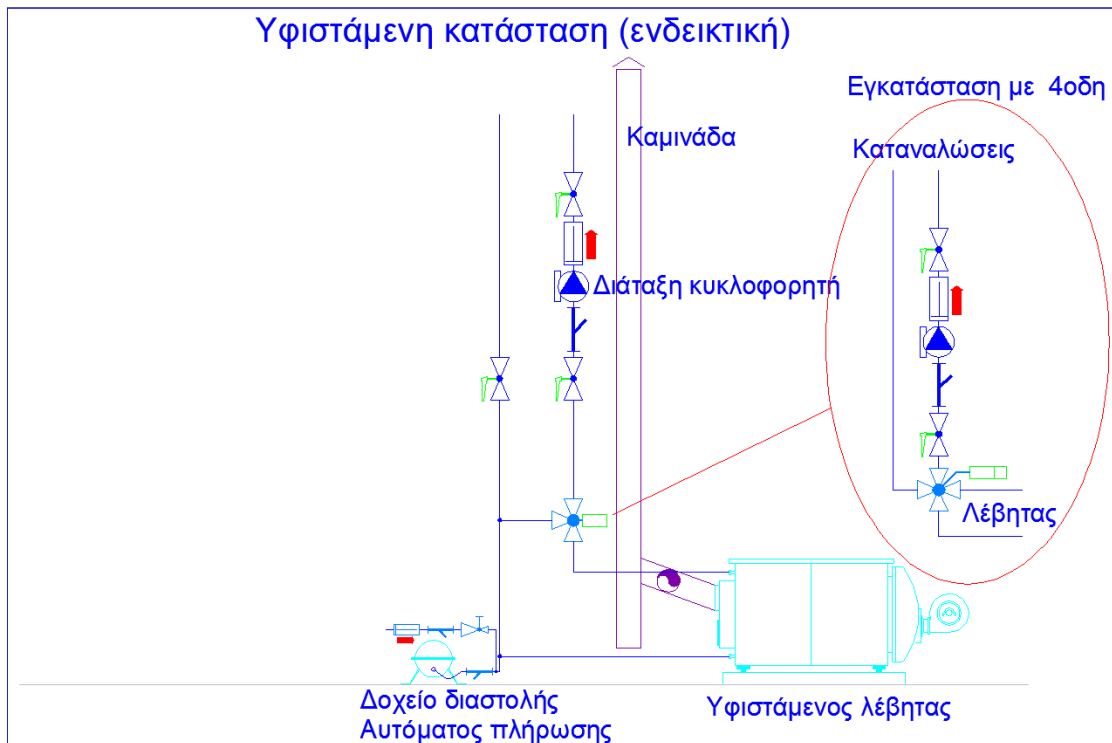 Υφιστάμενη κατάσταση (ενδεικτική)
Εγκατάσταση με 4οδη
Καμινάδα
Καταναλώσεις
Διάταξη κυκλοφορητή
Λέβητας
Δοχείο διαστολής
Αυτόματος πλήρωσης
Υφιστάμενος λέβητας